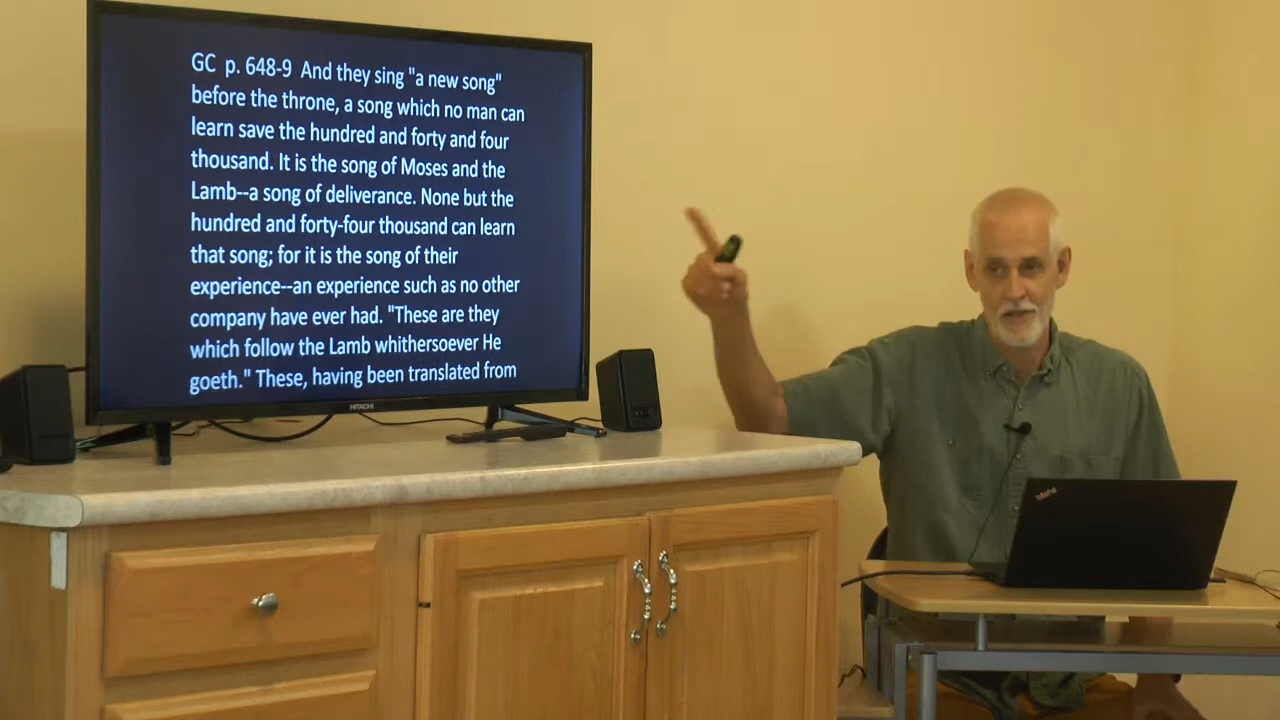 GC p. 648-9 And they sing "a new song"
before the throne, a song which no man can
learn save the hundred and forty and four
thousand. It is the song of Moses and the
Lamb--a song of deliverance. None but the
hundred and forty-four thousand can learn
that song; for it is the song of their
experience--an experience such as no other
company have ever had. "These are they
which follow the Lamb whithersoever He
goeth." These, having been translated from
HITACHI
ThinkPad